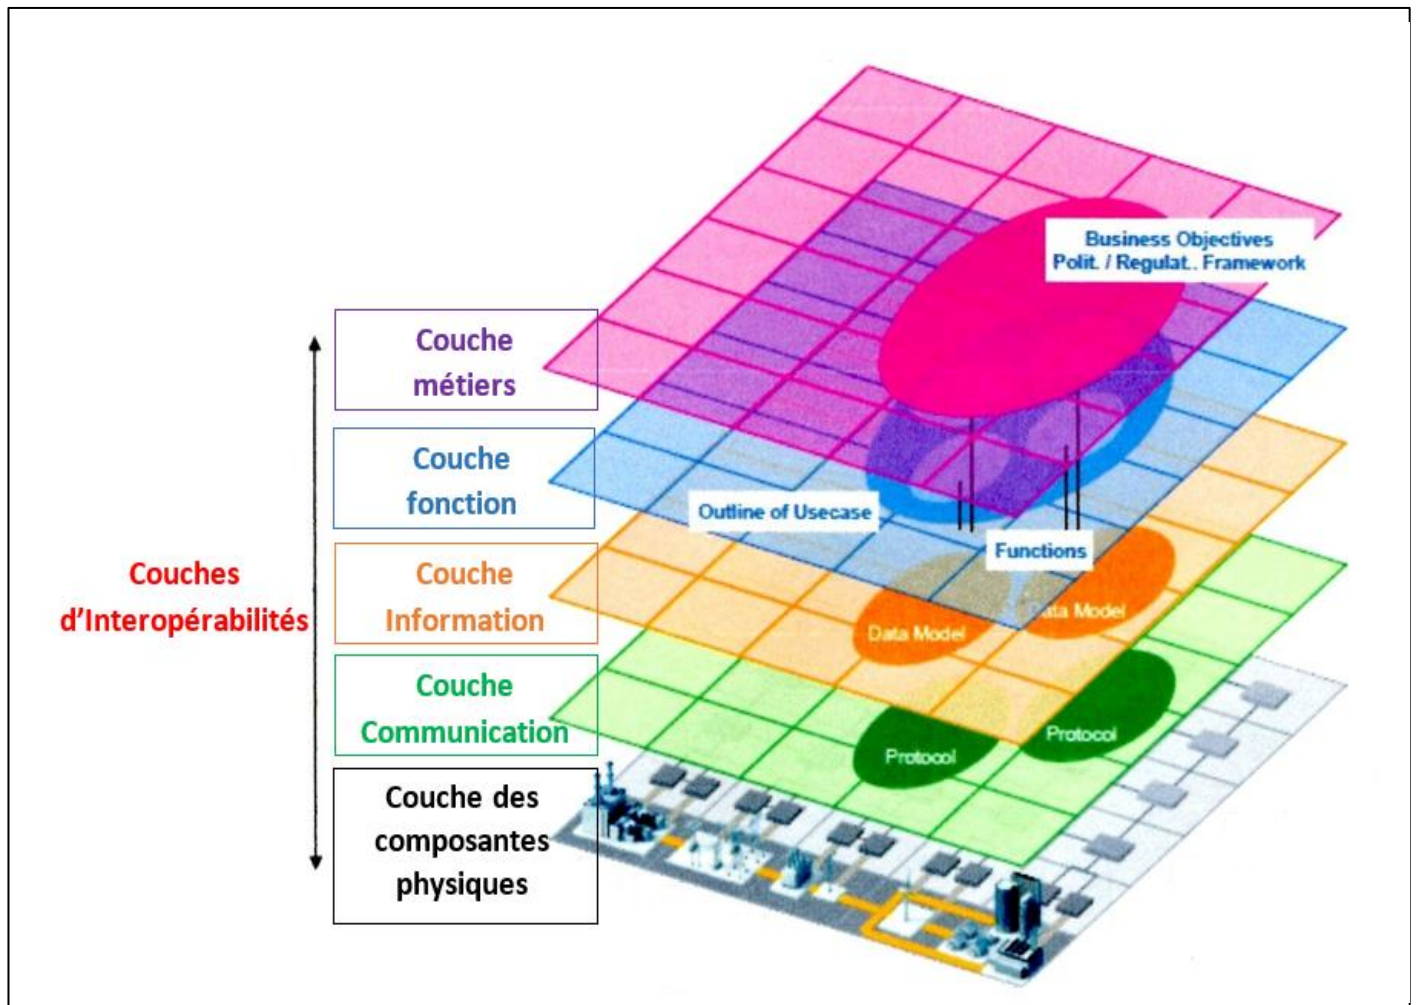 Business Objectives
Polit. / Regulat.. Framework
Couche
métiers
Couche
fonction
Outline of Usecase
Functions
Couches
d’Interopérabilités
Couche
Information
Data Model
Data Model
Couche
Communication
Protocol
Protocol
Couche des
composantes
physiques